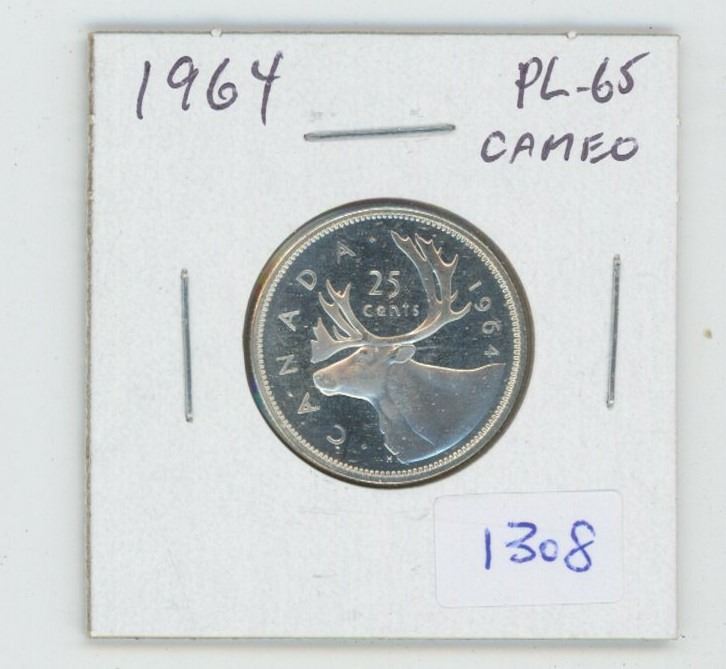 1964
PL-65
CAMEO
CANADA
25
cents
1964
H
1308